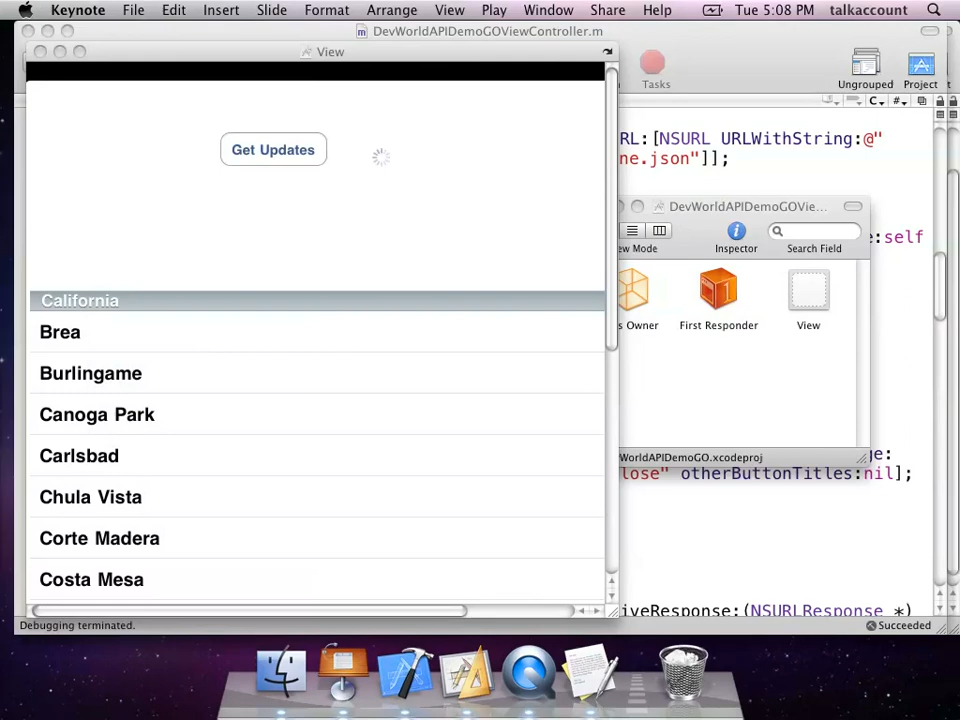 Keynote File Edit Insert Slide Format Arrange View Play Window Share Help Tue 5:08 PM talkaccount
DevWorldAPIDemoGOViewController.m
View
Tasks
Ungrouped
Project
Get Updates
RL:[NSURL URLWithString:@"
ne.json"]];
DevWorldAPIDemoGOVie...
:self
ew Mode
Inspector
Search Field
s Owner
First Responder
View
WorldAPIDemoGO.xcodeproj
ge:
lose" otherButtonTitles:nil];
iveResponse:(NSURLResponse *)
California
Brea
Burlingame
Canoga Park
Carlsbad
Chula Vista
Corte Madera
Costa Mesa
Debugging terminated.
Succeeded